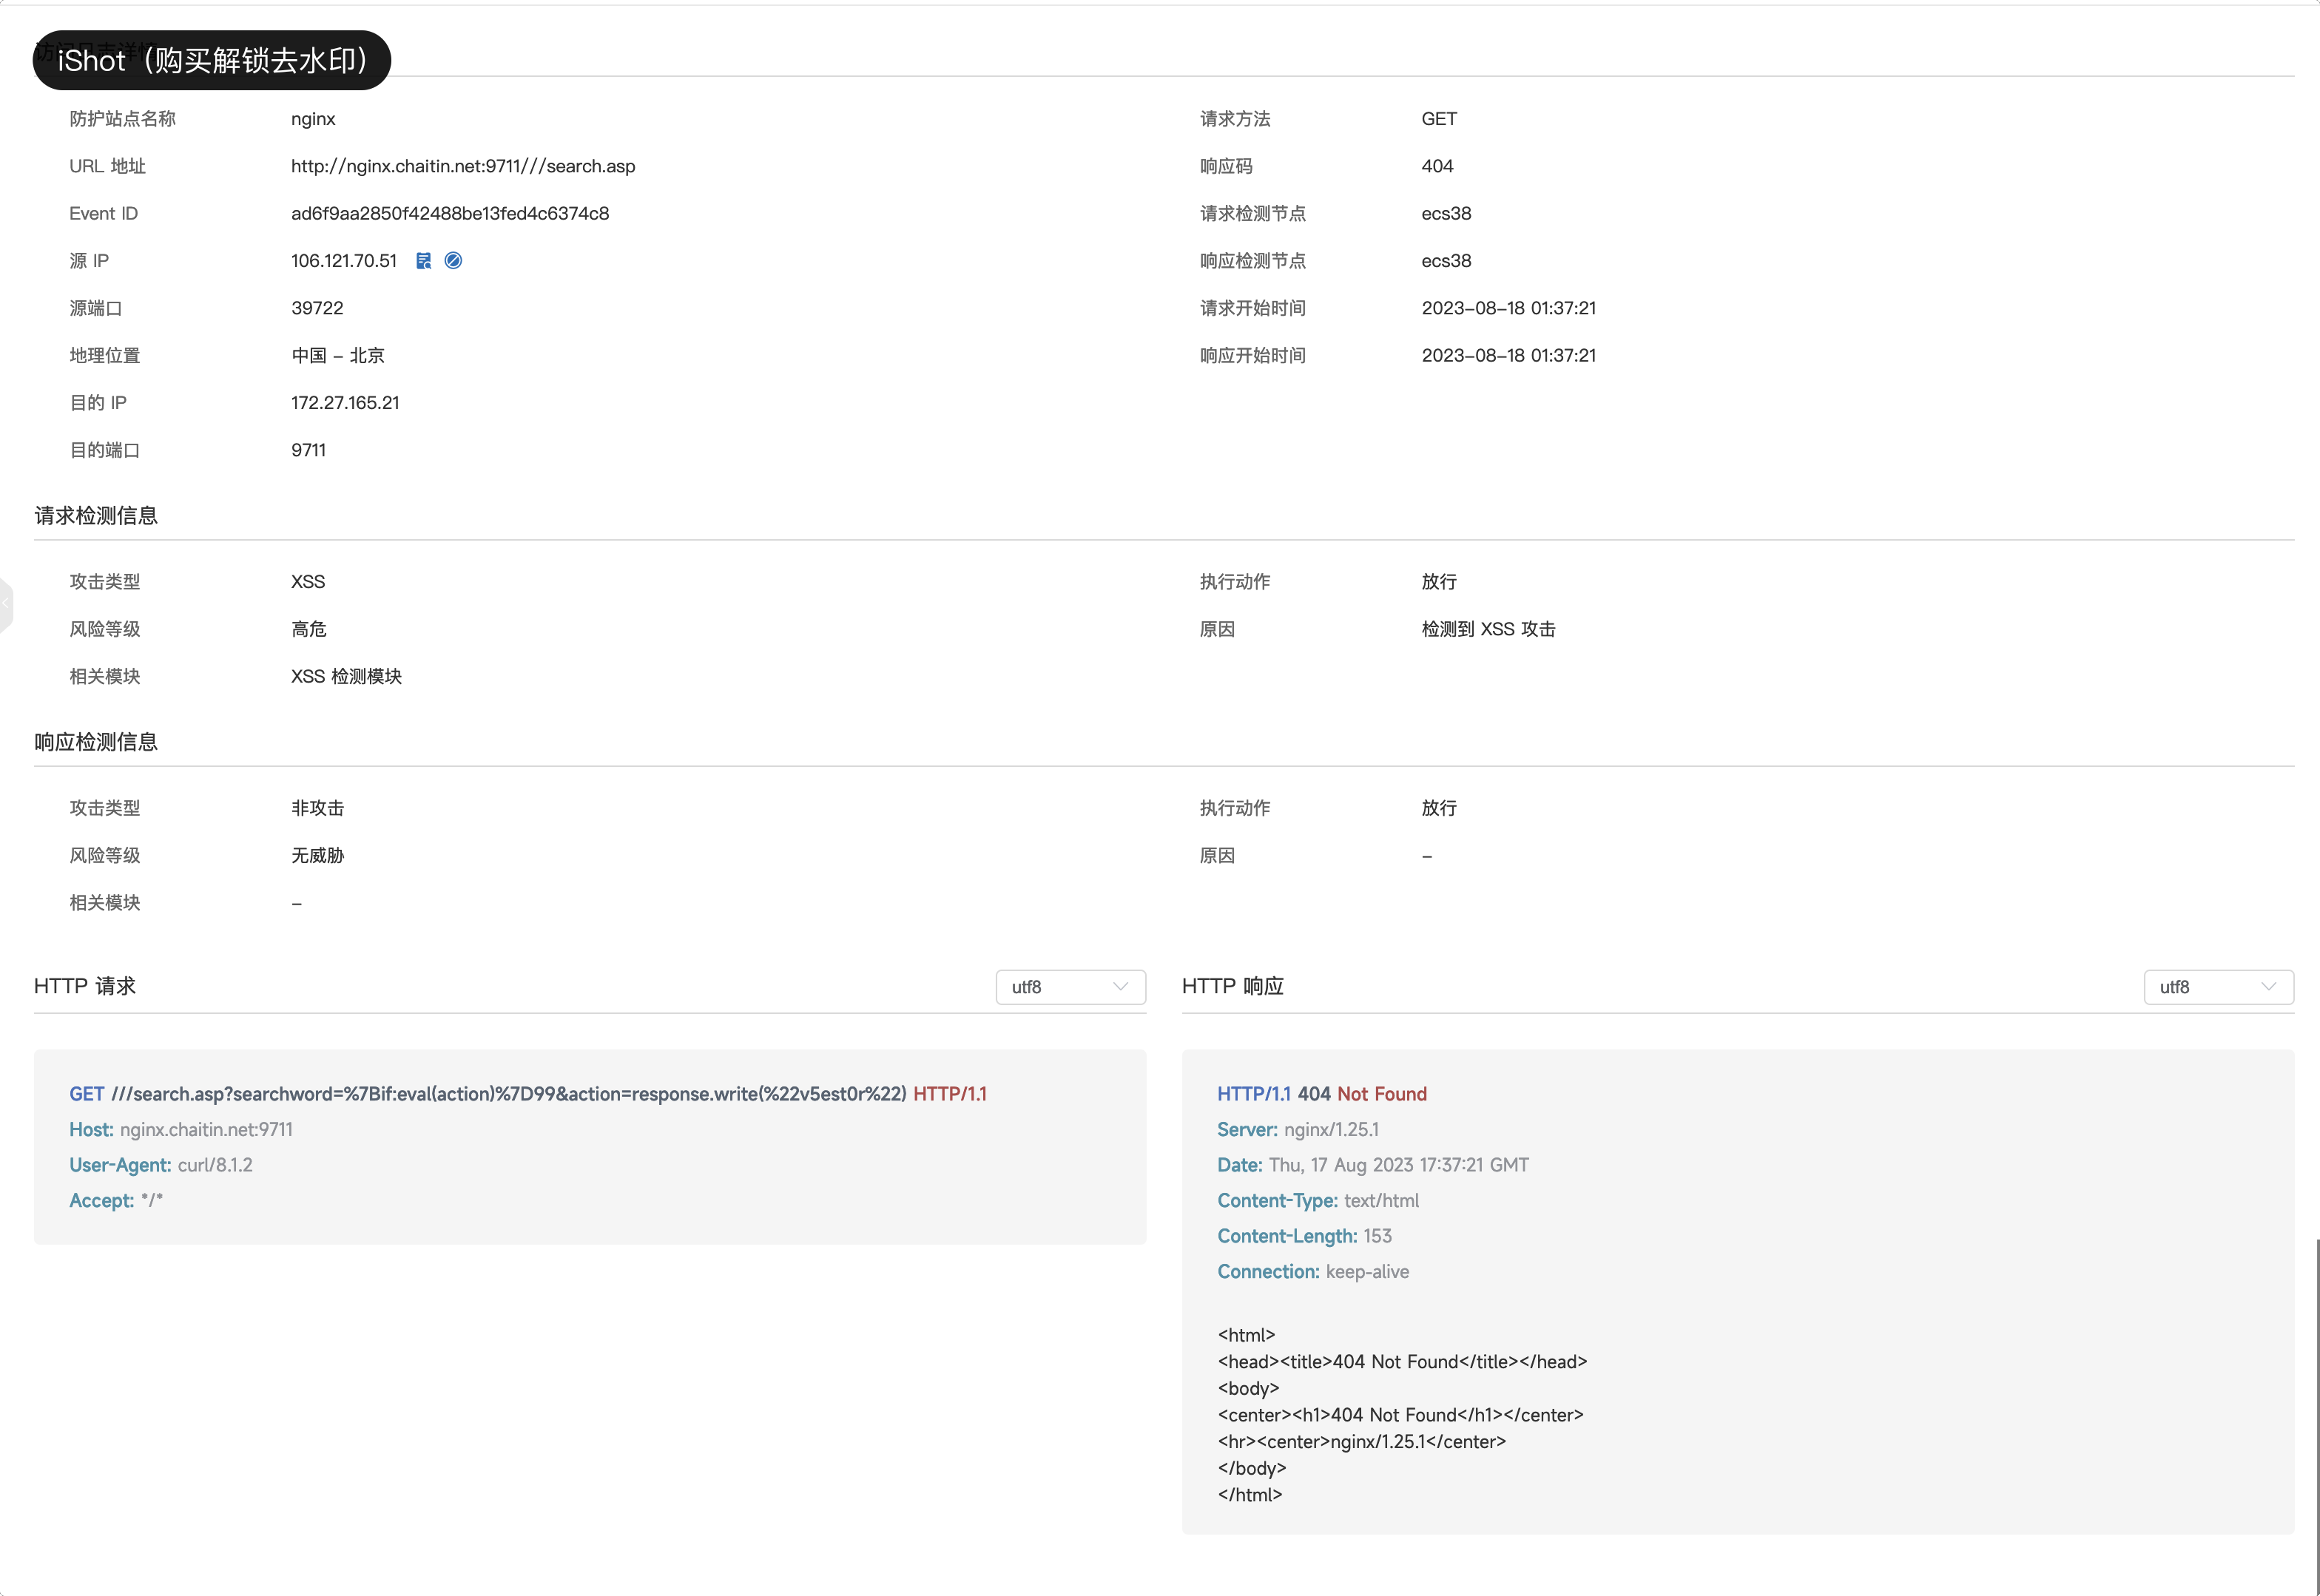 iShot（购买解锁去水印）
防护站点名称 nginx 请求方法 GET
URL 地址 http://nginx.chaitin.net:9711///search.asp 响应码 404
Event ID ad6f9aa2850f42488be13fed4c6374c8 请求检测节点 ecs38
源 IP 106.121.70.51 响应检测节点 ecs38
源端口 39722 请求开始时间 2023-08-18 01:37:21
地理位置 中国 - 北京 响应开始时间 2023-08-18 01:37:21
目的 IP 172.27.165.21
目的端口 9711
请求检测信息
攻击类型 XSS 执行动作 放行
风险等级 高危 原因 检测到 XSS 攻击
相关模块 XSS 检测模块
响应检测信息
攻击类型 非攻击 执行动作 放行
风险等级 无威胁 原因 -
相关模块 -
HTTP 请求 utf8
GET ///search.asp?searchword=%7Bif:eval(action)%7D99&action=response.write(%22v5est0r%22) HTTP/1.1
Host: nginx.chaitin.net:9711
User-Agent: curl/8.1.2
Accept: */*
HTTP 响应 utf8
HTTP/1.1 404 Not Found
Server: nginx/1.25.1
Date: Thu, 17 Aug 2023 17:37:21 GMT
Content-Type: text/html
Content-Length: 153
Connection: keep-alive
<html>
<head><title>404 Not Found</title></head>
<body>
<center><h1>404 Not Found</h1></center>
<hr><center>nginx/1.25.1</center>
</body>
</html>